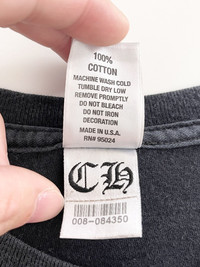 100%
COTTON
MACHINE WASH COLD
TUMBLE DRY LOW
REMOVE PROMPTLY
DO NOT BLEACH
DO NOT IRON
DECORATION
MADE IN U.S.A.
RN# 95024
CH
008-084350